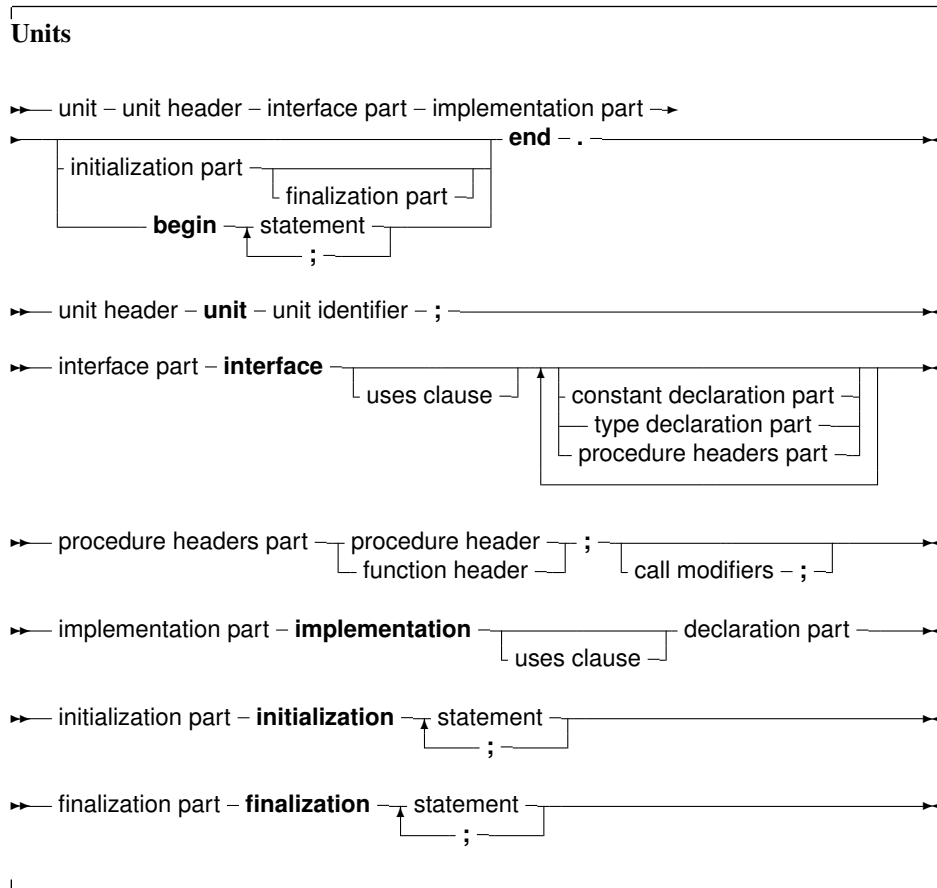 Units
unit – unit header – interface part – implementation part
end – .
initialization part
finalization part
begin statement
;
unit header – unit – unit identifier – ;
interface part – interface
uses clause constant declaration part
type declaration part
procedure headers part
procedure headers part procedure header ;
function header call modifiers – ;
implementation part – implementation declaration part
uses clause
initialization part – initialization statement
;
finalization part – finalization statement
;